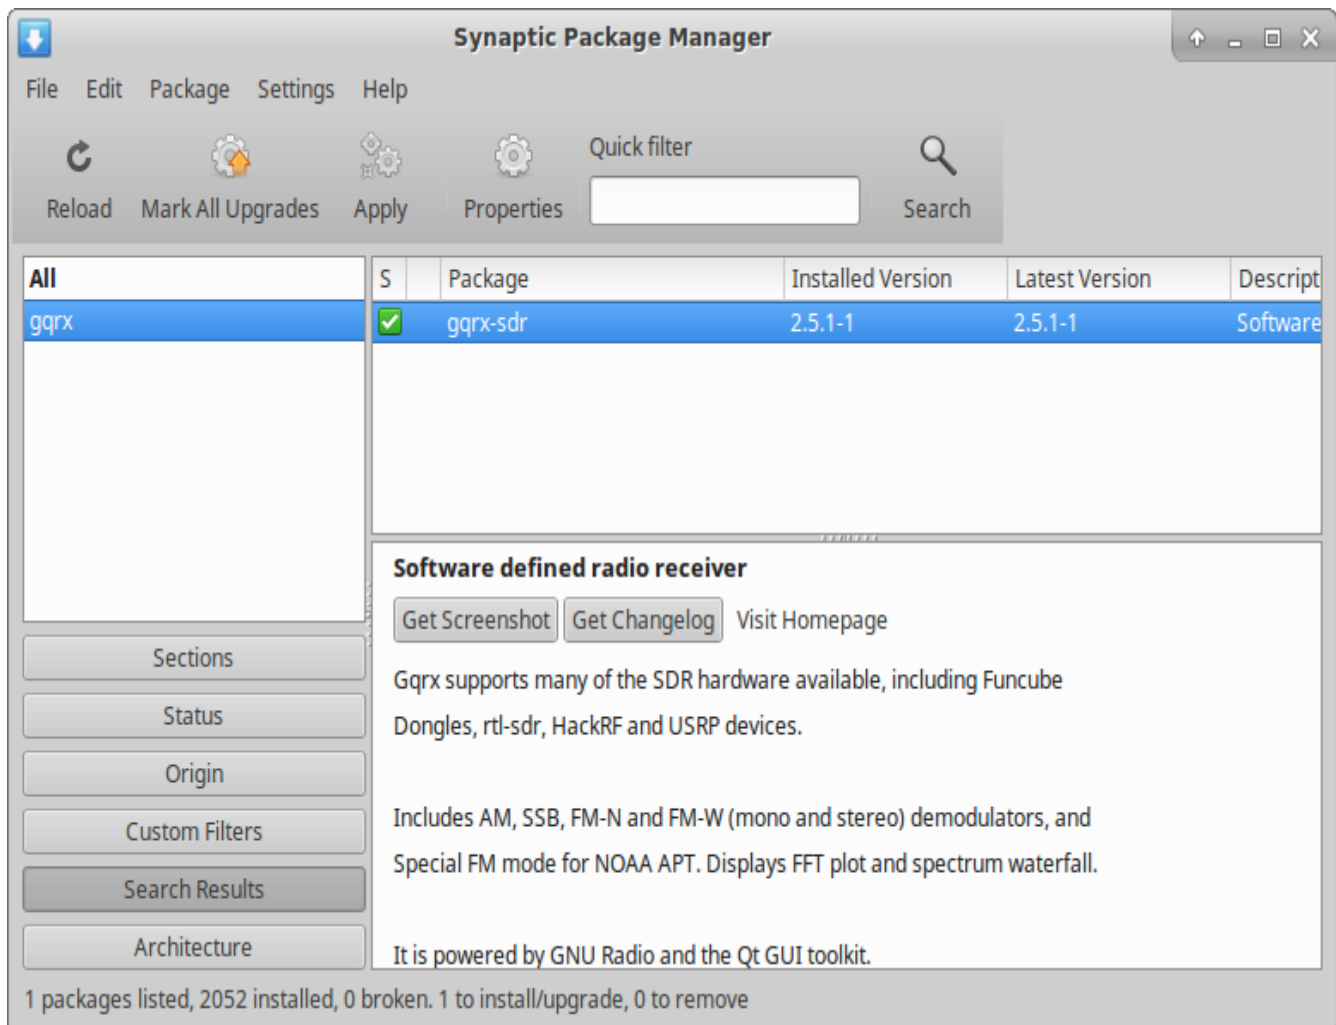 Synaptic Package Manager
File Edit Package Settings Help
Quick filter
Reload Mark All Upgrades Apply Properties Search
All
gqrx
S Package Installed Version Latest Version Descript
gqrx-sdr 2.5.1-1 2.5.1-1 Software
Software defined radio receiver
Get Screenshot Get Changelog Visit Homepage
Gqrx supports many of the SDR hardware available, including Funcube
Dongles, rtl-sdr, HackRF and USRP devices.
Includes AM, SSB, FM-N and FM-W (mono and stereo) demodulators, and
Special FM mode for NOAA APT. Displays FFT plot and spectrum waterfall.
It is powered by GNU Radio and the Qt GUI toolkit.
Sections
Status
Origin
Custom Filters
Search Results
Architecture
1 packages listed, 2052 installed, 0 broken. 1 to install/upgrade, 0 to remove